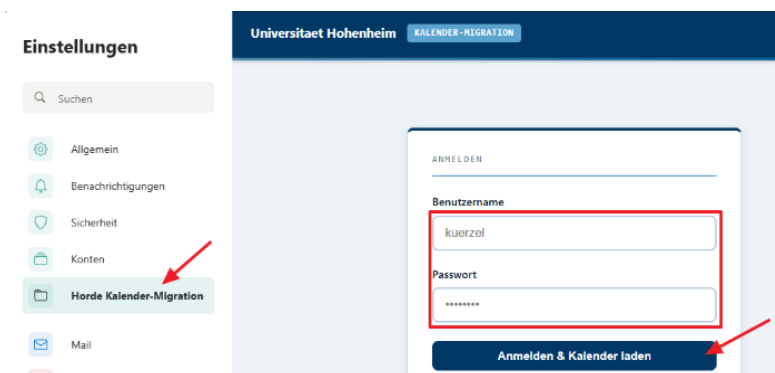 Einstellungen
Suchen
Allgemein
Benachrichtigungen
Sicherheit
Konten
Horde Kalender-Migration
Mail
Universitaet Hohenheim KALENDER-MIGRATION
ANMELDEN
Benutzername
kuerzel
Passwort
********
Anmelden & Kalender laden